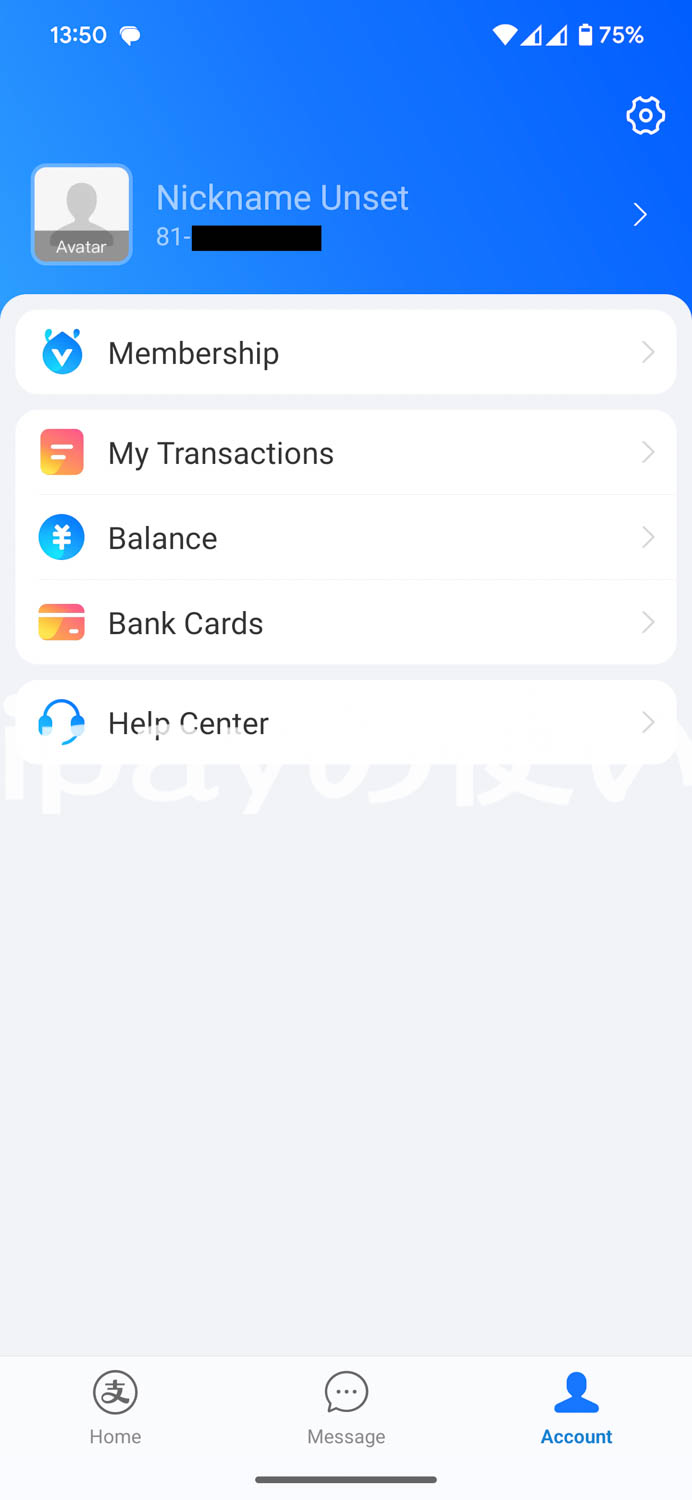 13:50
75%
Nickname Unset
81-
Avatar
Membership
My Transactions
Balance
Bank Cards
Help Center
ipayの使い
Home
Message
Account